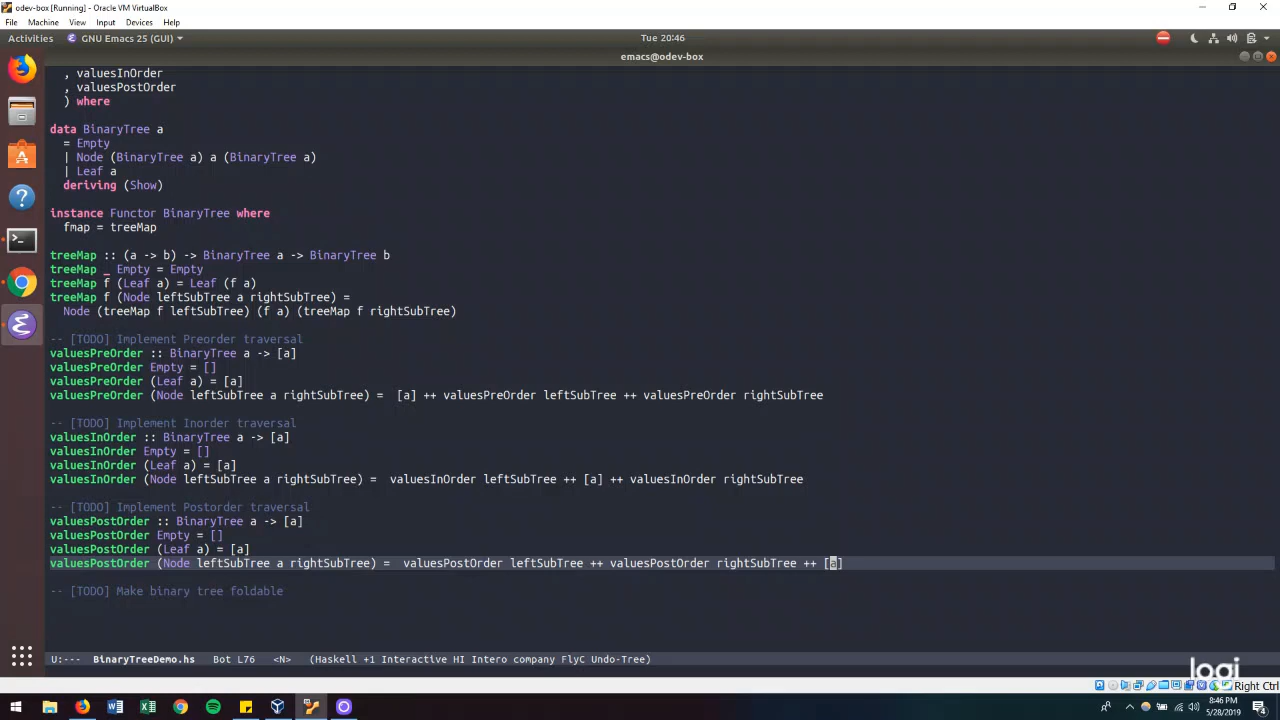 odev-box [Running] - Oracle VM VirtualBox
File Machine View Input Devices Help
Activities GNU Emacs 25 (GUI) Tue 20:46
emacs@odev-box
, valuesInOrder
, valuesPostOrder
) where
data BinaryTree a
= Empty
| Node (BinaryTree a) a (BinaryTree a)
| Leaf a
deriving (Show)
instance Functor BinaryTree where
fmap = treeMap
treeMap :: (a -> b) -> BinaryTree a -> BinaryTree b
treeMap _ Empty = Empty
treeMap f (Leaf a) = Leaf (f a)
treeMap f (Node leftSubTree a rightSubTree) =
Node (treeMap f leftSubTree) (f a) (treeMap f rightSubTree)
-- [TODO] Implement Preorder traversal
valuesPreOrder :: BinaryTree a -> [a]
valuesPreOrder Empty = []
valuesPreOrder (Leaf a) = [a]
valuesPreOrder (Node leftSubTree a rightSubTree) =  [a] ++ valuesPreOrder leftSubTree ++ valuesPreOrder rightSubTree
-- [TODO] Implement Inorder traversal
valuesInOrder :: BinaryTree a -> [a]
valuesInOrder Empty = []
valuesInOrder (Leaf a) = [a]
valuesInOrder (Node leftSubTree a rightSubTree) =  valuesInOrder leftSubTree ++ [a] ++ valuesInOrder rightSubTree
-- [TODO] Implement Postorder traversal
valuesPostOrder :: BinaryTree a -> [a]
valuesPostOrder Empty = []
valuesPostOrder (Leaf a) = [a]
valuesPostOrder (Node leftSubTree a rightSubTree) =  valuesPostOrder leftSubTree ++ valuesPostOrder rightSubTree ++ [a]
-- [TODO] Make binary tree foldable
U:--- BinaryTreeDemo.hs Bot L76 <N> (Haskell +1 Interactive HI Intero company FlyC Undo-Tree)
logi
Right Ctrl
8:46 PM
5/28/2019
4